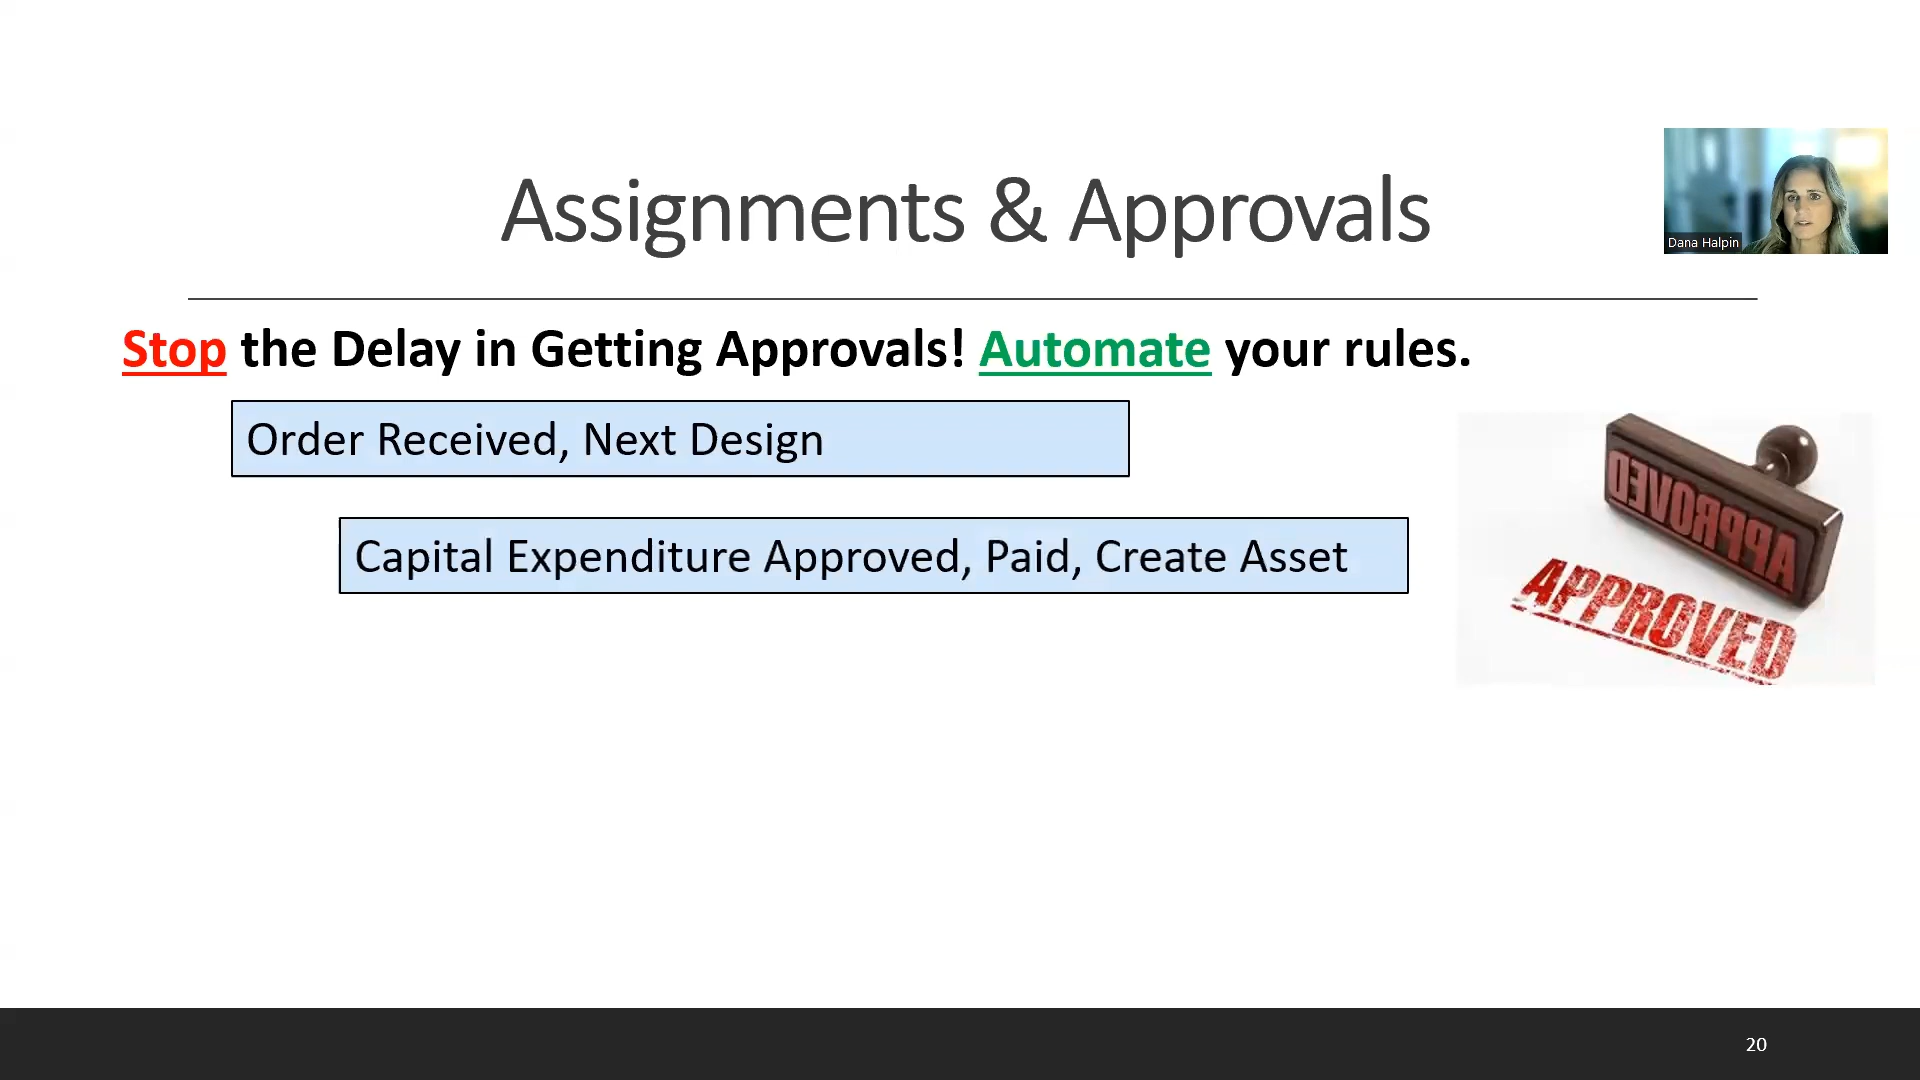 Assignments & Approvals
Dana Halpin
Stop the Delay in Getting Approvals! Automate your rules.
Order Received, Next Design
Capital Expenditure Approved, Paid, Create Asset
APPROVED
APPROVED
20